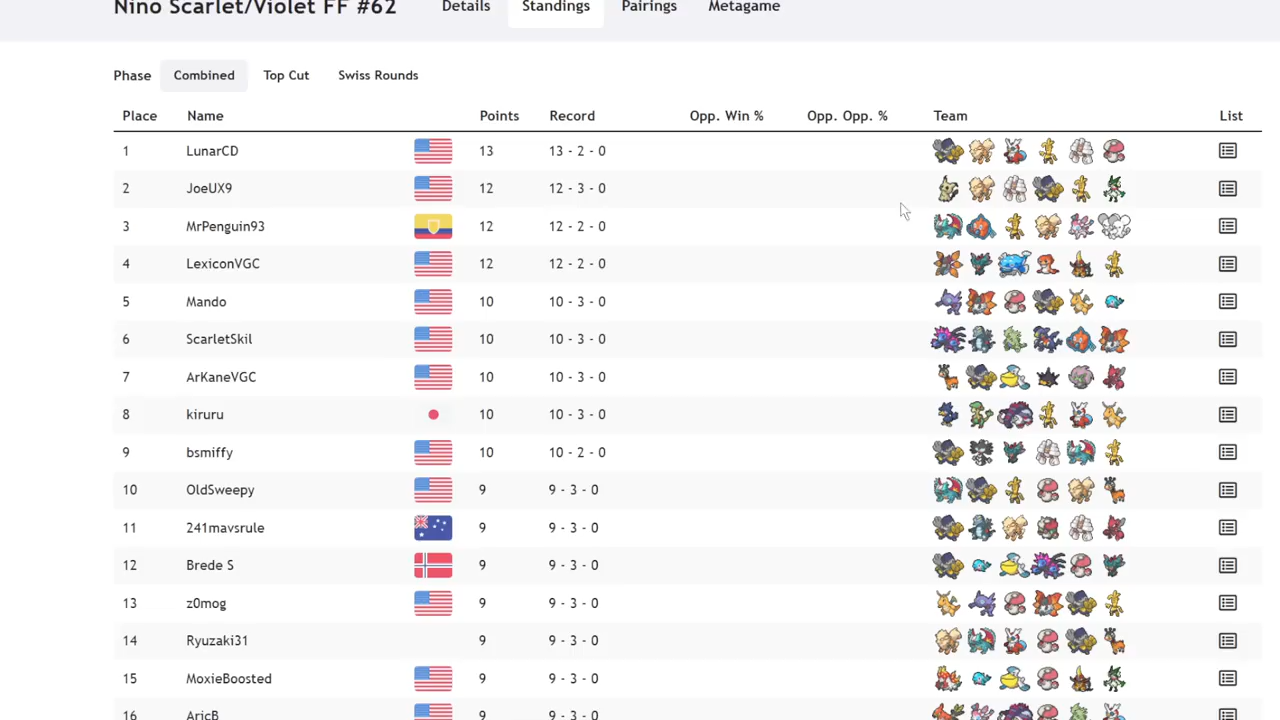 Nino Scarlet/Violet FF #62 Details Standings Pairings Metagame
Phase Combined Top Cut Swiss Rounds
Place Name Points Record Opp. Win % Opp. Opp. % Team List
1 LunarCD 13 13 - 2 - 0
2 JoeUX9 12 12 - 3 - 0
3 MrPenguin93 12 12 - 2 - 0
4 LexiconVGC 12 12 - 2 - 0
5 Mando 10 10 - 3 - 0
6 ScarletSkil 10 10 - 3 - 0
7 ArKaneVGC 10 10 - 3 - 0
8 kiruru 10 10 - 3 - 0
9 bsmiffy 10 10 - 2 - 0
10 OldSweepy 9 9 - 3 - 0
11 241mavsrule 9 9 - 3 - 0
12 Brede S 9 9 - 3 - 0
13 z0mog 9 9 - 3 - 0
14 Ryuzaki31 9 9 - 3 - 0
15 MoxieBoosted 9 9 - 3 - 0
16 AricB 9 9 - 3 - 0